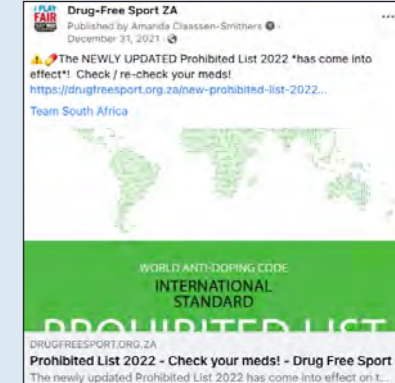 I PLAY
FAIR
Drug-Free Sport ZA
Published by Amanda Claassen-Smithers
December 31, 2021 ·
The NEWLY UPDATED Prohibited List 2022 *has come into
effect*! Check / re-check your meds!
https://drugfreesport.org.za/new-prohibited-list-2022...
Team South Africa
WORLD ANTI-DOPING CODE
INTERNATIONAL
STANDARD
PROHIBITED LIST
DRUGFREESPORT.ORG.ZA
Prohibited List 2022 - Check your meds! - Drug Free Sport
The newly updated Prohibited List 2022 has come into effect on t...